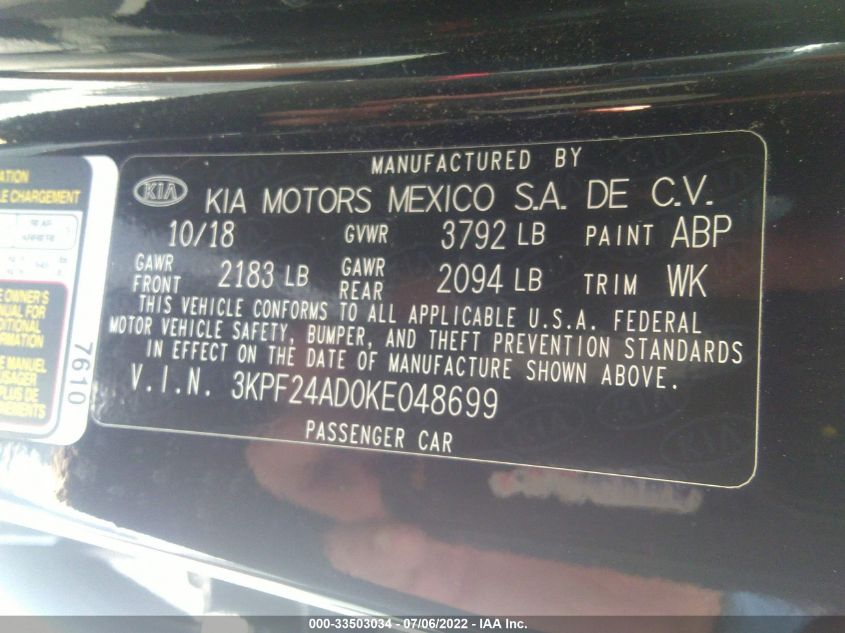 MANUFACTURED BY
KIA KIA MOTORS MEXICO S.A. DE C.V.
10/18 GVWR 3792 LB PAINT ABP
GAWR FRONT 2183 LB GAWR REAR 2094 LB TRIM WK
THIS VEHICLE CONFORMS TO ALL APPLICABLE U.S.A. FEDERAL
MOTOR VEHICLE SAFETY, BUMPER, AND THEFT PREVENTION STANDARDS
IN EFFECT ON THE DATE OF MANUFACTURE SHOWN ABOVE.
V.I.N. 3KPF24AD0KE048699
PASSENGER CAR
LE CHARGEMENT
OWNER'S
FOR
MANUEL
PLUS DE
7610
000-33503034 - 07/06/2022 - IAA Inc.